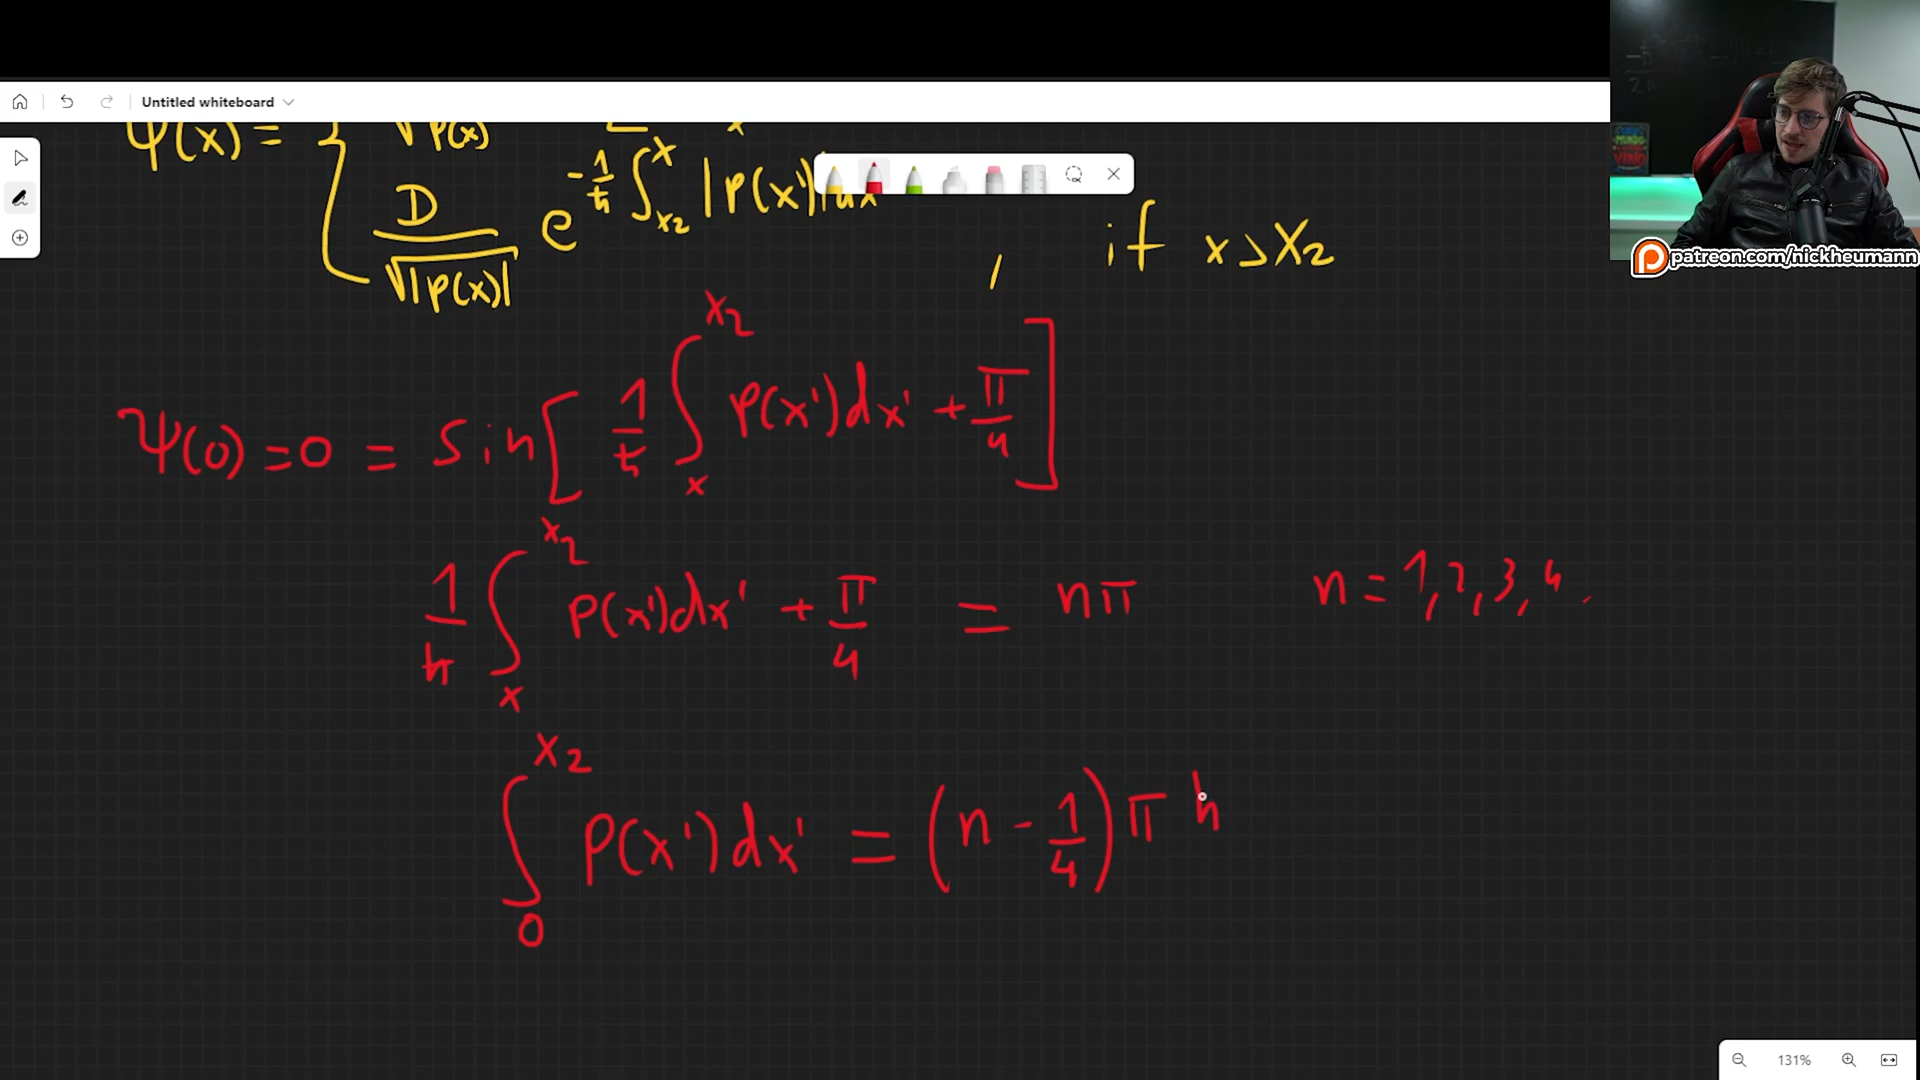 Untitled whiteboard
ψ(x) = { √p(x) x
D/√|p(x)| e^{-1/ħ ∫_{x2}^{x} |p(x')|dx'} , if x > x2
ψ(0) = 0 = sin[1/ħ ∫_{x}^{x2} p(x')dx' + π/4]
1/ħ ∫_{x}^{x2} p(x')dx' + π/4 = nπ n = 1,2,3,4.
∫_{0}^{x2} p(x')dx' = (n - 1/4) π h
patreon.com/nickheumann
131%